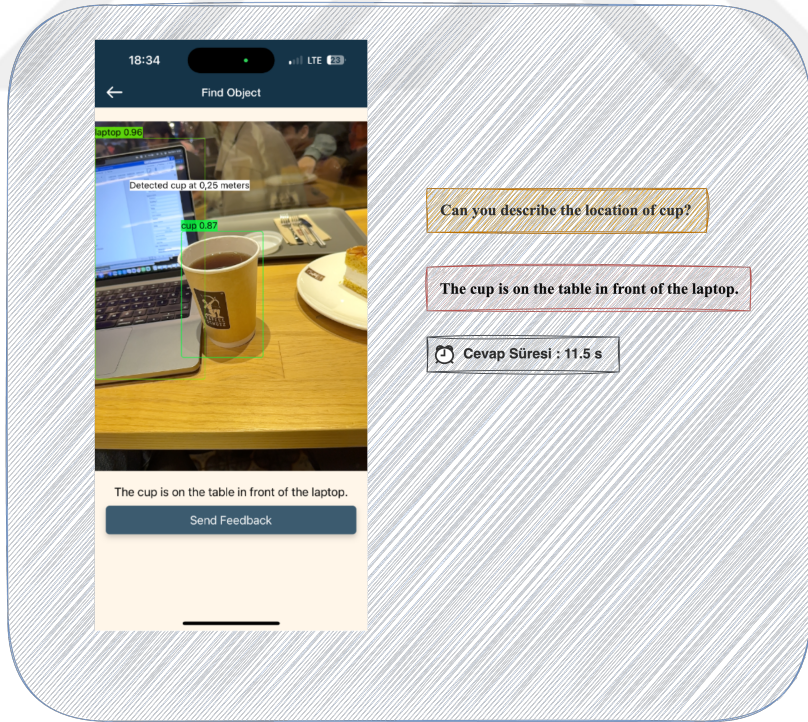 18:34
LTE 23
Find Object
laptop 0.96
Detected cup at 0,25 meters
cup 0.87
The cup is on the table in front of the laptop.
Send Feedback
Can you describe the location of cup?
The cup is on the table in front of the laptop.
Cevap Süresi : 11.5 s